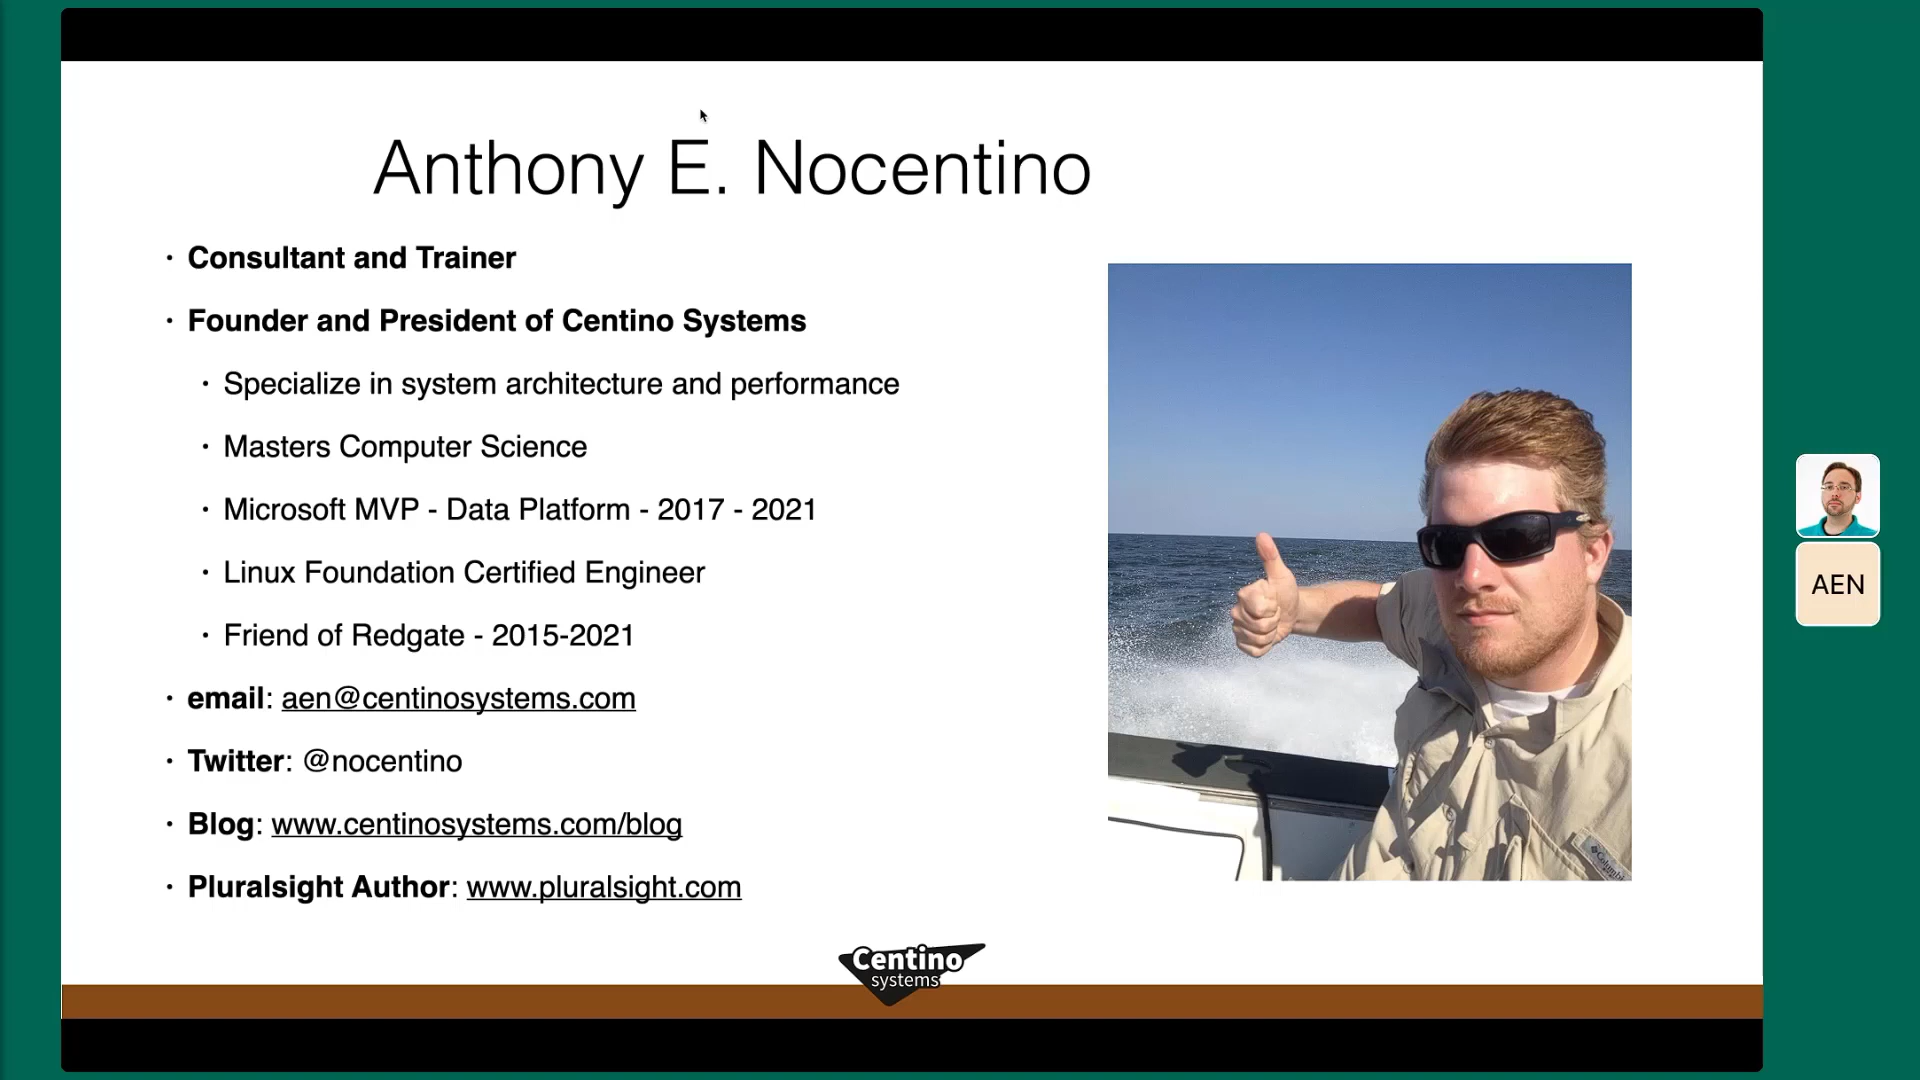 Anthony E. Nocentino
· Consultant and Trainer
· Founder and President of Centino Systems
· Specialize in system architecture and performance
· Masters Computer Science
· Microsoft MVP - Data Platform - 2017 - 2021
· Linux Foundation Certified Engineer
· Friend of Redgate - 2015-2021
· email: aen@centinosystems.com
· Twitter: @nocentino
· Blog: www.centinosystems.com/blog
· Pluralsight Author: www.pluralsight.com
Columbia
Centino
systems
AEN